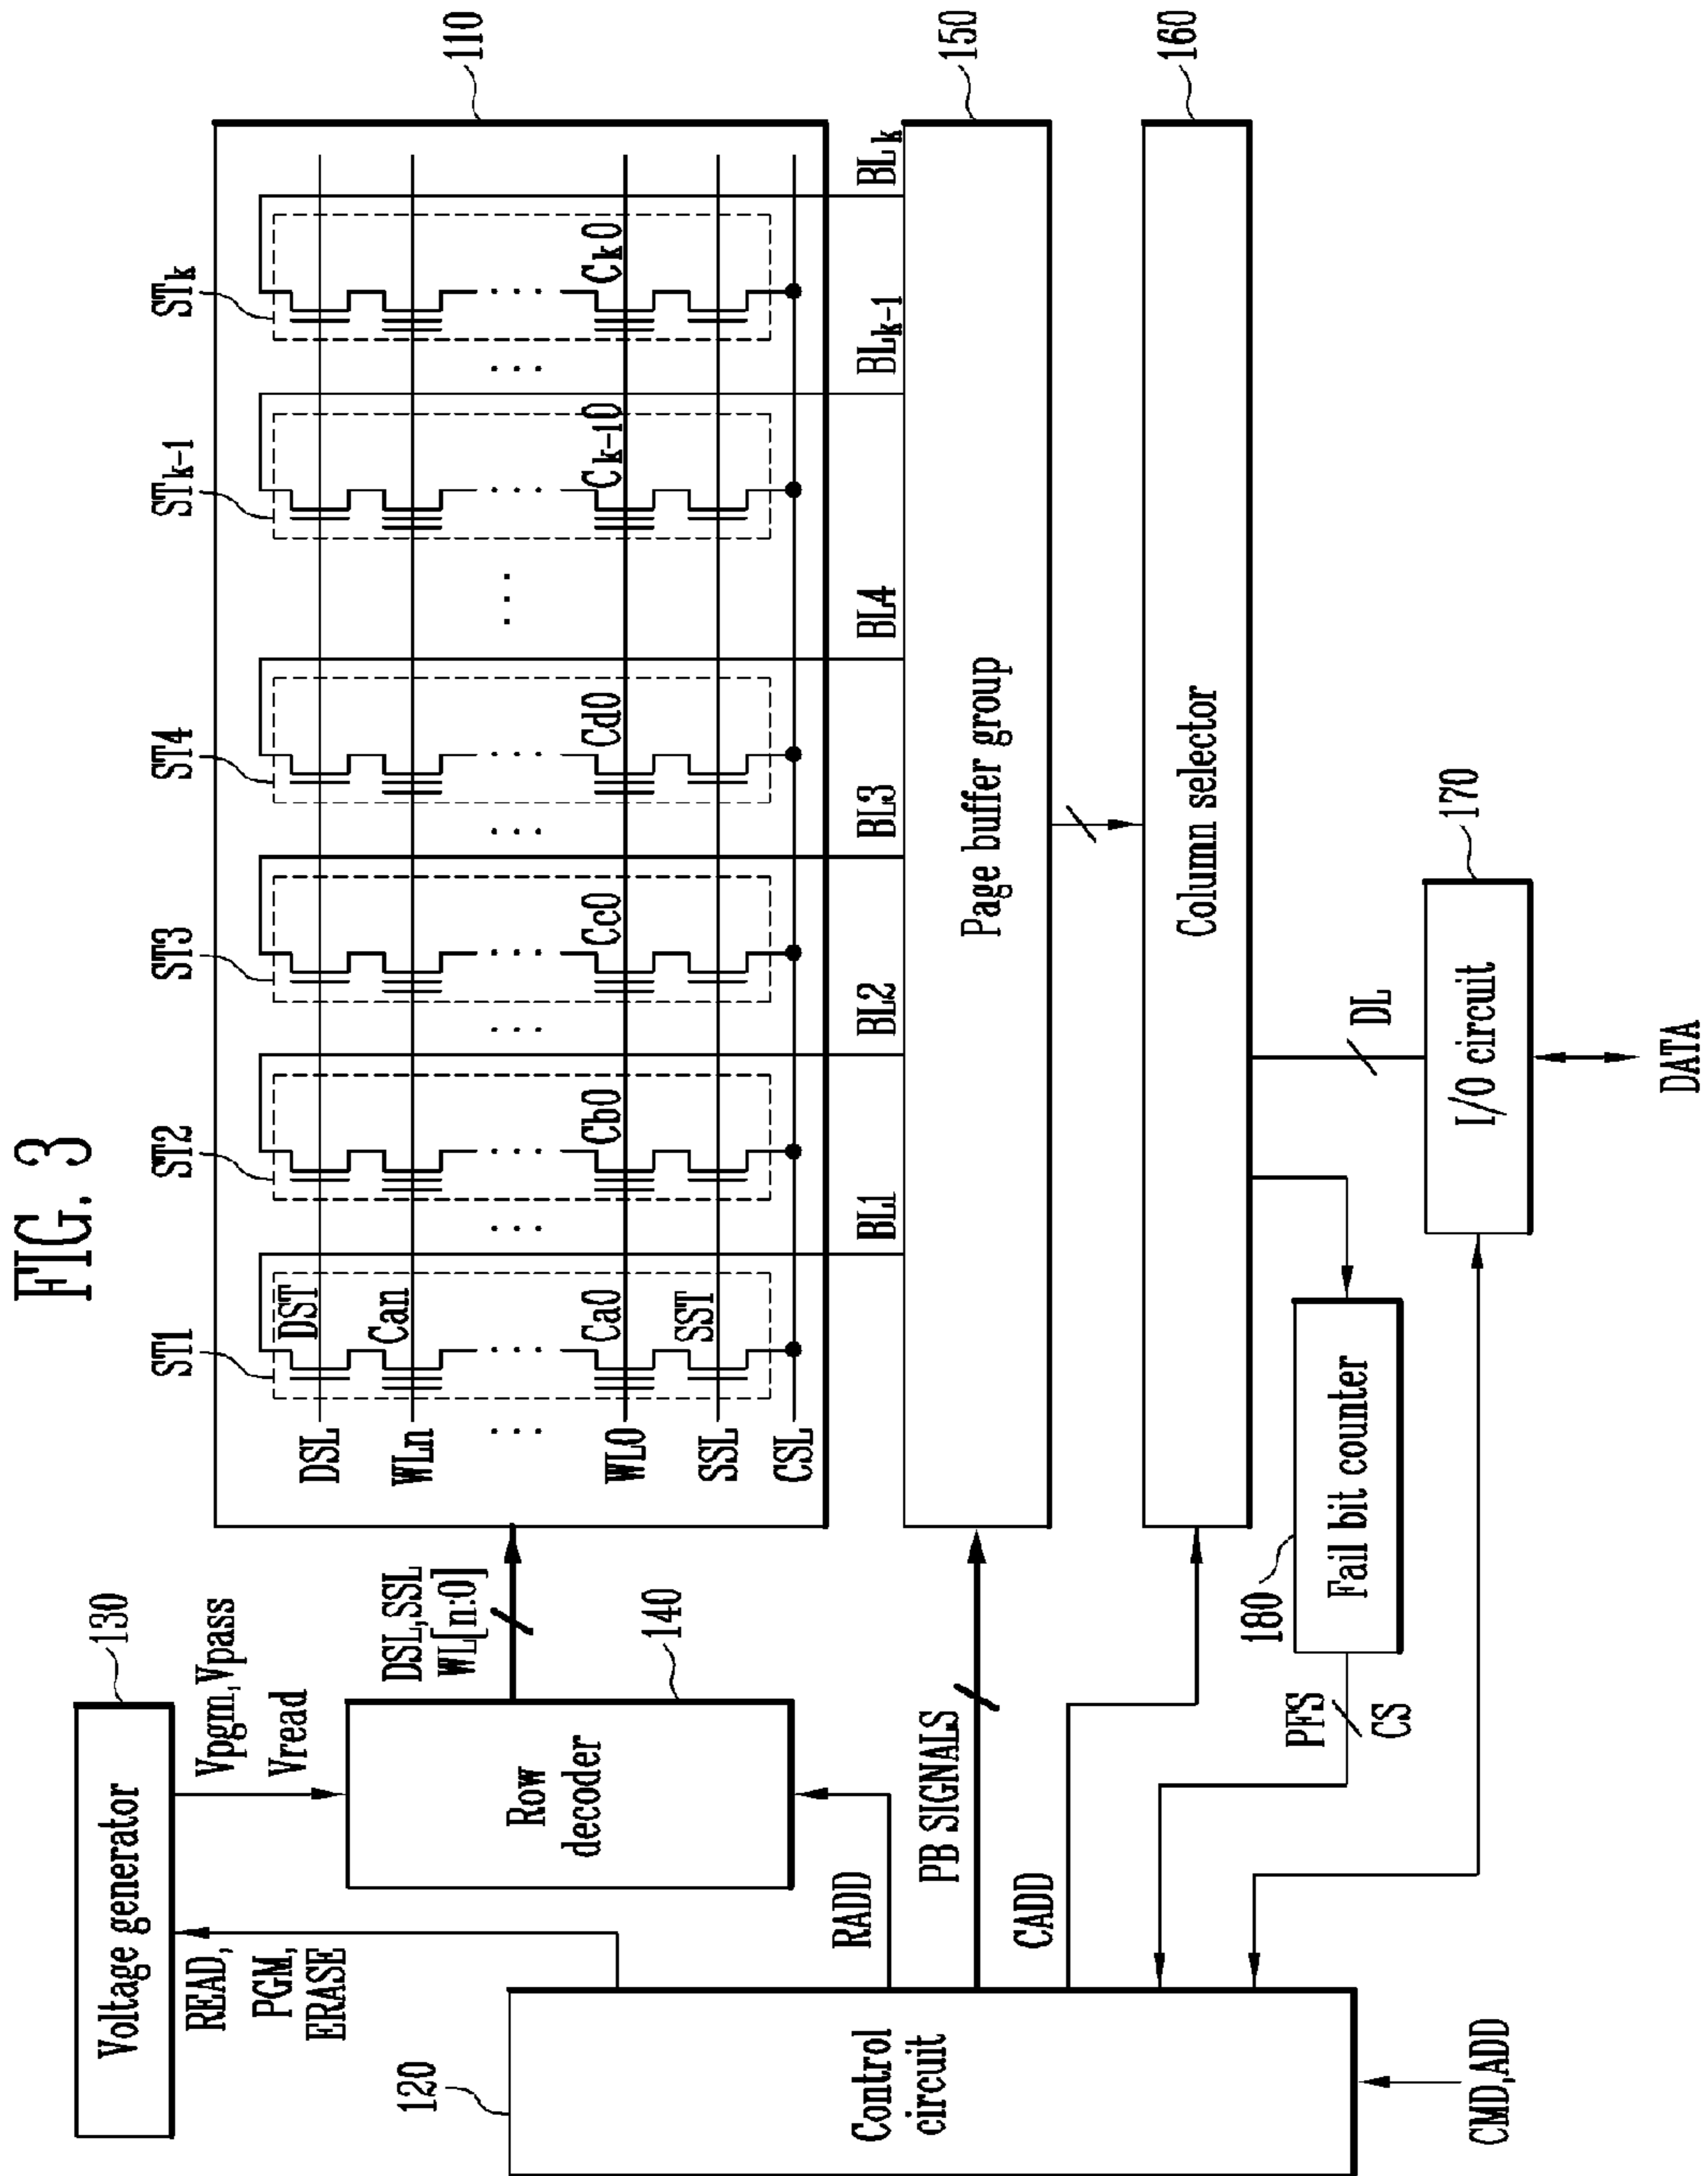 FIG. 3
130
Voltage generator
READ,
PGM,
ERASE
Vpgm,Vpass
Vread
120
Control
circuit
CMD,ADD
Row
decoder
140
RADD
DSL,SSL
WL[n:0]
PB SIGNALS
CADD
PFS
CS
110
ST1
ST2
ST3
ST4
STk-1
STk
DSL
DST
WLn
Can
WL0
Ca0
Cb0
Cc0
Cd0
Ck-10
Ck0
SSL
SST
CSL
BL1
BL2
BL3
BL4
BLk-1
BLk
150
Page buffer group
160
Column selector
180
Fail bit counter
DL
170
I/O circuit
DATA